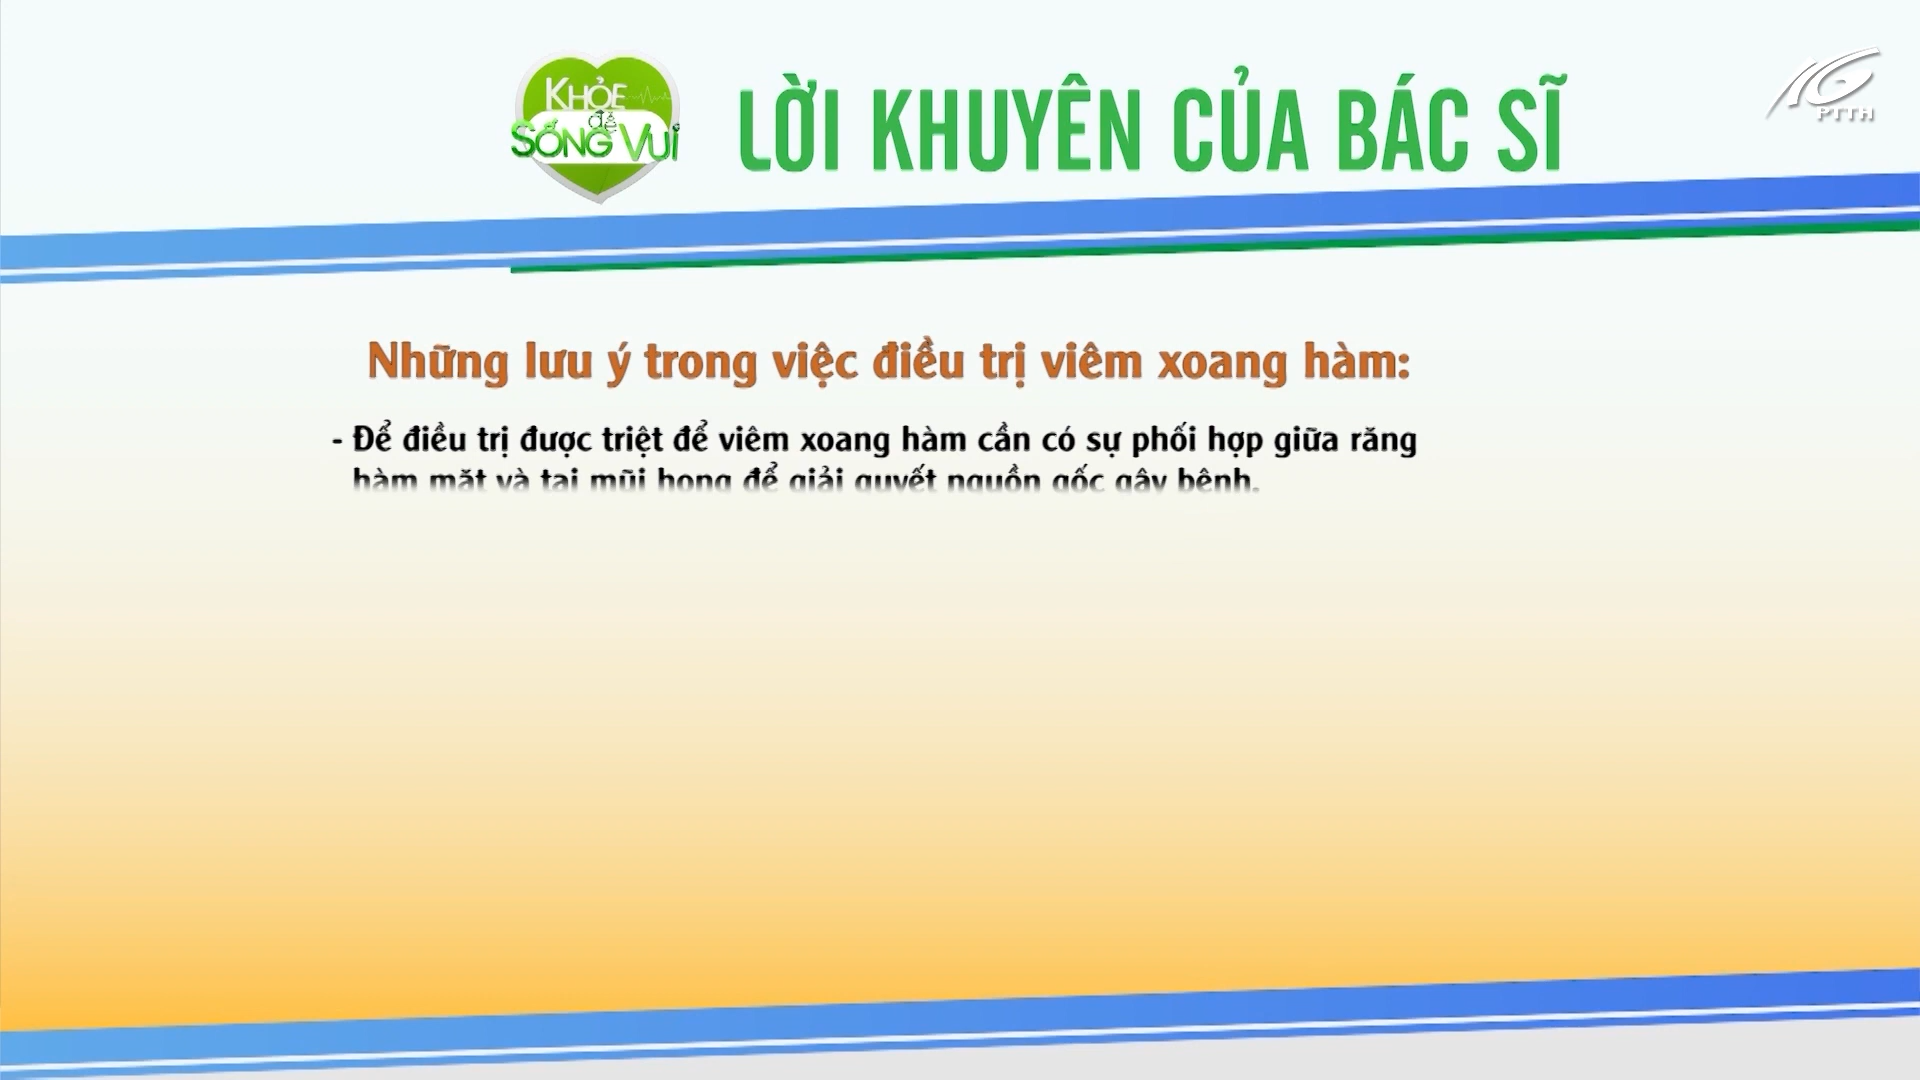 KHỎE
để
SỐNG VUI
LỜI KHUYÊN CỦA BÁC SĨ
PTTH
Những lưu ý trong việc điều trị viêm xoang hàm:
- Để điều trị được triệt để viêm xoang hàm cần có sự phối hợp giữa răng
hàm mặt và tai mũi họng để giải quyết nguồn gốc gây bệnh.